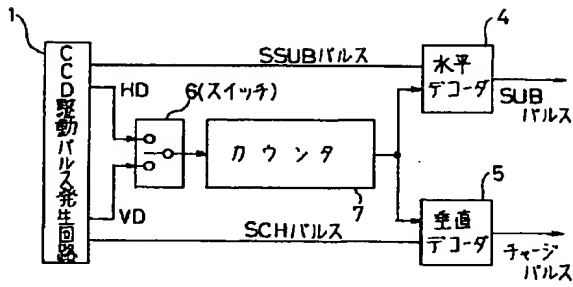 1
CCD駆動パルス発生回路
SSUBパルス
HD
6(スイッチ)
カウンタ
7
VD
SCHパルス
4
水平
デコーダ
SUB
パルス
5
垂直
デコーダ
チャージ
パルス